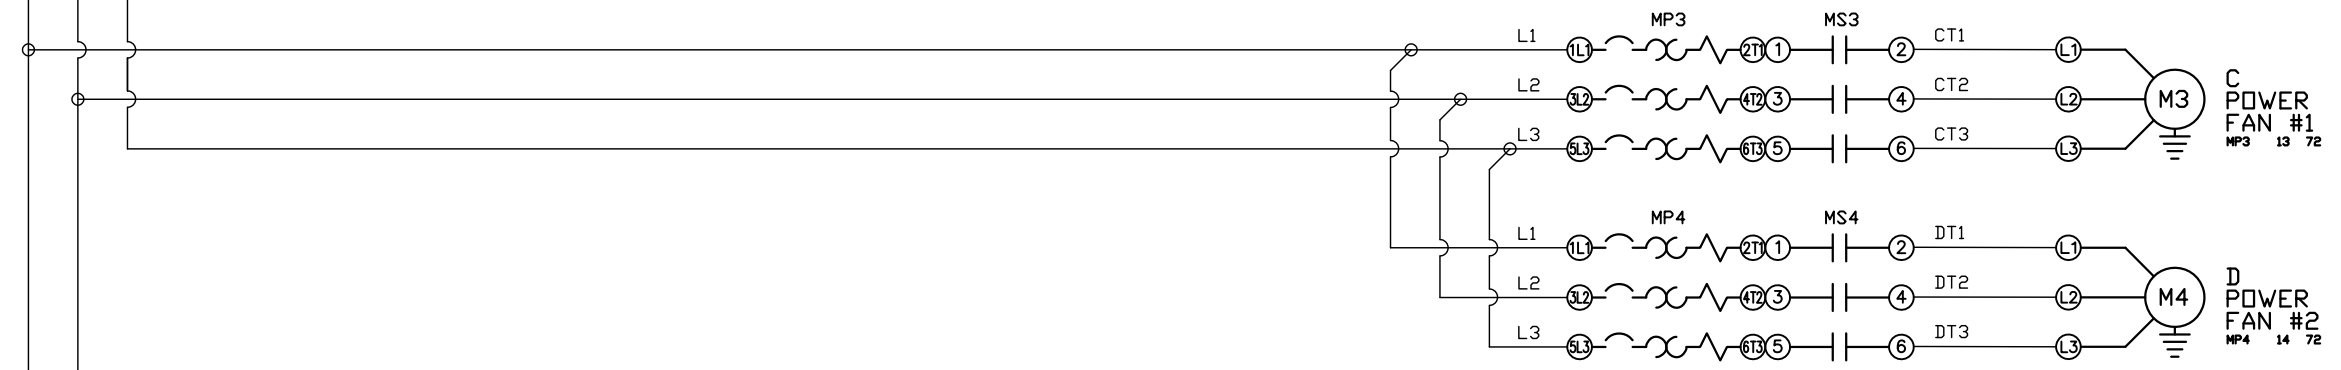 MP3 MS3
L1 1L1 2T1 1 2 CT1 L1
L2 3L2 4T2 3 4 CT2 L2
L3 5L3 6T3 5 6 CT3 L3
M3
C
POWER
FAN #1
MP3 13 72
MP4 MS4
L1 1L1 2T1 1 2 DT1 L1
L2 3L2 4T2 3 4 DT2 L2
L3 5L3 6T3 5 6 DT3 L3
M4
D
POWER
FAN #2
MP4 14 72